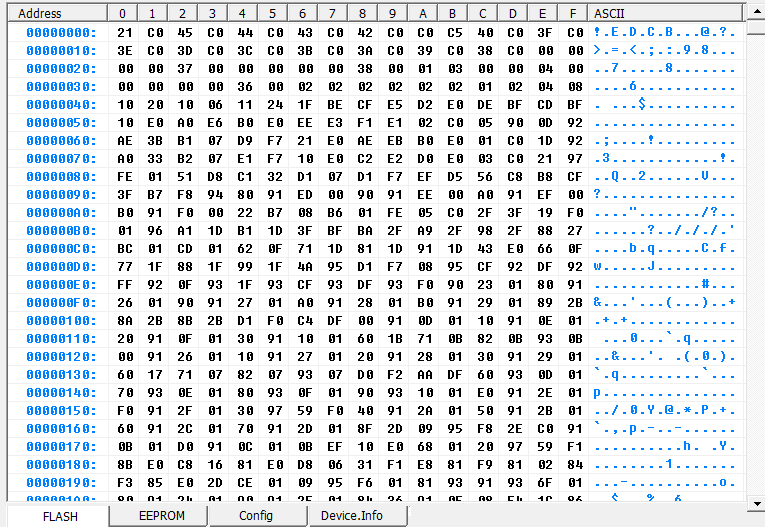 Address 0 1 2 3 4 5 6 7 8 9 A B C D E F ASCII
00000000: 21 C0 45 C0 44 C0 43 C0 42 C0 C5 40 C0 3F C0 !.E.D.C.B...@.?.
00000010: 3E C0 3D C0 3C C0 3B C0 3A C0 39 C0 38 C0 00 00 >.=.<.;.:.9.8...
00000020: 00 00 37 00 00 00 00 00 38 00 01 03 00 00 04 00 ..7.....8.......
00000030: 00 00 00 00 36 00 02 02 02 02 02 02 01 02 04 08 ....6...........
00000040: 10 20 10 06 11 24 1F BE CF E5 D2 E0 DE BF CD BF . ...$..........
00000050: 10 E0 A0 E6 B0 E0 EE E3 F1 E1 02 C0 05 90 0D 92 ................
00000060: AE 3B B1 07 D9 F7 21 E0 AE EB B0 E0 01 C0 1D 92 .;....!.........
00000070: A0 33 B2 07 E1 F7 10 E0 C2 E2 D0 E0 03 C0 21 97 .3............!.
00000080: FE 01 51 D8 C1 32 D1 07 D1 F7 EF D5 56 C8 B8 CF ..Q..2......V...
00000090: 3F B7 F8 94 80 91 ED 00 90 91 EE 00 A0 91 EF 00 ?...............
000000A0: B0 91 F0 00 22 B7 08 B6 01 FE 05 C0 2F 3F 19 F0 ...."......./?..
000000B0: 01 96 A1 1D B1 1D 3F BF BA 2F A9 2F 98 2F 88 27 ......?../././.'
000000C0: BC 01 CD 01 62 0F 71 1D 81 1D 91 1D 43 E0 66 0F ....b.q.....C.f.
000000D0: 77 1F 88 1F 99 1F 4A 95 D1 F7 08 95 CF 92 DF 92 w.....J.........
000000E0: FF 92 0F 93 1F 93 CF 93 DF 93 F0 90 23 01 80 91 ............#...
000000F0: 26 01 90 91 27 01 A0 91 28 01 B0 91 29 01 89 2B &...'...(...)..+
00000100: 8A 2B 8B 2B D1 F0 C4 DF 00 91 0D 01 10 91 0E 01 .+.+............
00000110: 20 91 0F 01 30 91 10 01 60 1B 71 0B 82 0B 93 0B  ...0...`.q.....
00000120: 00 91 26 01 10 91 27 01 20 91 28 01 30 91 29 01 ..&...'. .(.0.).
00000130: 60 17 71 07 82 07 93 07 D0 F2 AA DF 60 93 0D 01 `.q.........`...
00000140: 70 93 0E 01 80 93 0F 01 90 93 10 01 E0 91 2E 01 p...............
00000150: F0 91 2F 01 30 97 59 F0 40 91 2A 01 50 91 2B 01 ../.0.Y.@.*.P.+.
00000160: 60 91 2C 01 70 91 2D 01 8F 2D 09 95 F8 2E C0 91 `.,.p.-..-......
00000170: 0B 01 D0 91 0C 01 0B EF 10 E0 68 01 20 97 59 F1 ..........h. .Y.
00000180: 8B E0 C8 16 81 E0 D8 06 31 F1 E8 81 F9 81 02 84 ........1.......
00000190: F3 85 E0 2D CE 01 09 95 F6 01 81 93 91 93 6F 01 ...-..........o.
FLASH EEPROM Config Device.Info